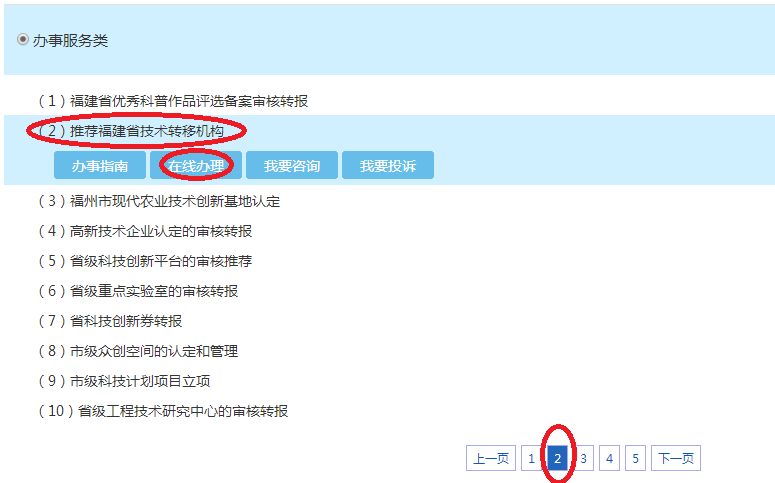 办事服务类
（1）福建省优秀科普作品评选备案审核转报
（2）推荐福建省技术转移机构
办事指南 在线办理 我要咨询 我要投诉
（3）福州市现代农业技术创新基地认定
（4）高新技术企业认定的审核转报
（5）省级科技创新平台的审核推荐
（6）省级重点实验室的审核转报
（7）省科技创新券转报
（8）市级众创空间的认定和管理
（9）市级科技计划项目立项
（10）省级工程技术研究中心的审核转报
上一页 1 2 3 4 5 下一页